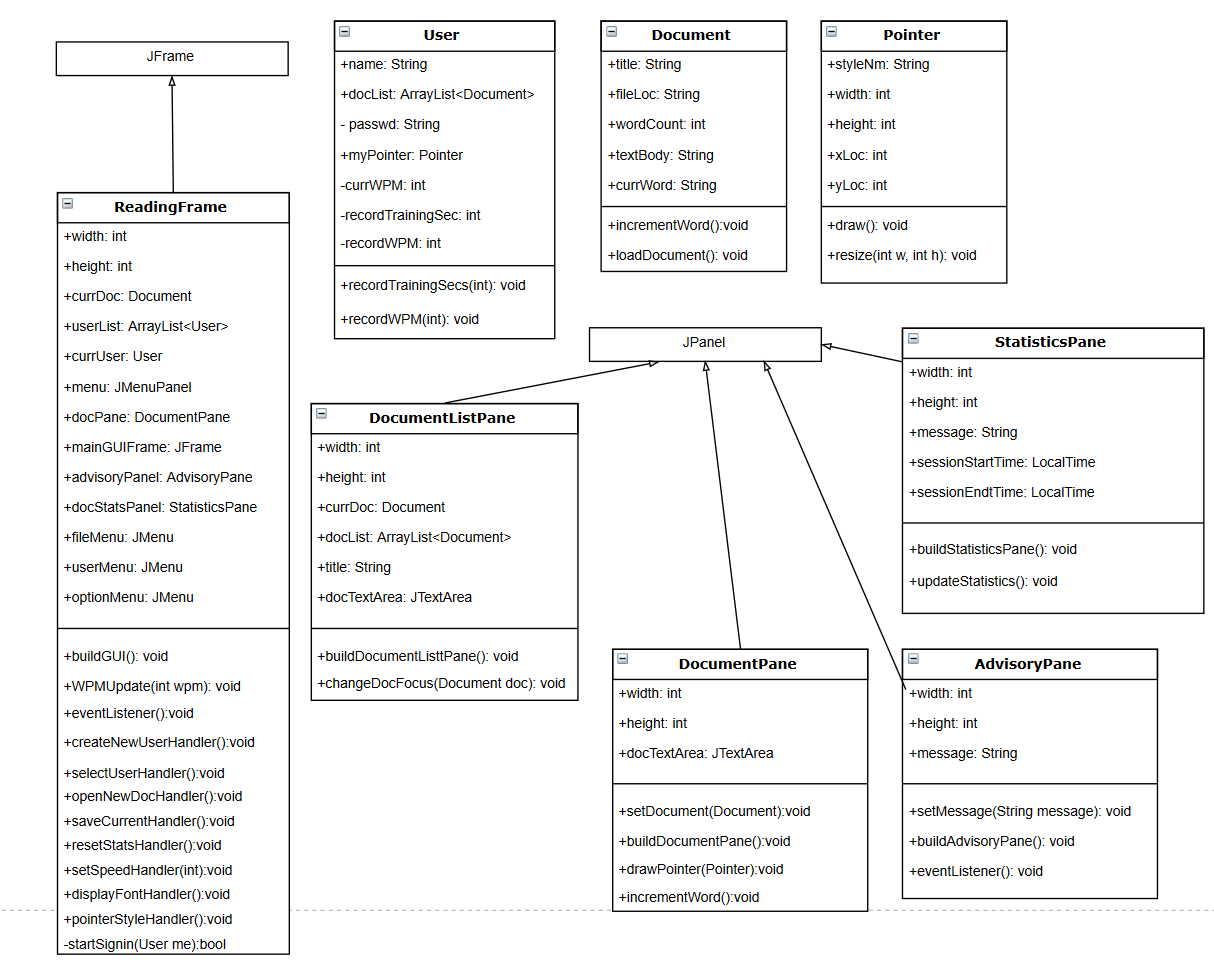 JFrame
ReadingFrame
+width: int
+height: int
+currDoc: Document
+userList: ArrayList<User>
+currUser: User
+menu: JMenuPanel
+docPane: DocumentPane
+mainGUIFrame: JFrame
+advisoryPanel: AdvisoryPane
+docStatsPanel: StatisticsPane
+fileMenu: JMenu
+userMenu: JMenu
+optionMenu: JMenu
+buildGUI(): void
+WPMUpdate(int wpm): void
+eventListener():void
+createNewUserHandler():void
+selectUserHandler():void
+openNewDocHandler():void
+saveCurrentHandler():void
+resetStatsHandler():void
+setSpeedHandler(int):void
+displayFontHandler():void
+pointerStyleHandler():void
-startSignin(User me):bool
User
+name: String
+docList: ArrayList<Document>
- passwd: String
+myPointer: Pointer
-currWPM: int
-recordTrainingSec: int
-recordWPM: int
+recordTrainingSecs(int): void
+recordWPM(int): void
Document
+title: String
+fileLoc: String
+wordCount: int
+textBody: String
+currWord: String
+incrementWord():void
+loadDocument(): void
Pointer
+styleNm: String
+width: int
+height: int
+xLoc: int
+yLoc: int
+draw(): void
+resize(int w, int h): void
JPanel
DocumentListPane
+width: int
+height: int
+currDoc: Document
+docList: ArrayList<Document>
+title: String
+docTextArea: JTextArea
+buildDocumentListtPane(): void
+changeDocFocus(Document doc): void
StatisticsPane
+width: int
+height: int
+message: String
+sessionStartTime: LocalTime
+sessionEndtTime: LocalTime
+buildStatisticsPane(): void
+updateStatistics(): void
DocumentPane
+width: int
+height: int
+docTextArea: JTextArea
+setDocument(Document):void
+buildDocumentPane():void
+drawPointer(Pointer):void
+incrementWord():void
AdvisoryPane
+width: int
+height: int
+message: String
+setMessage(String message): void
+buildAdvisoryPane(): void
+eventListener(): void